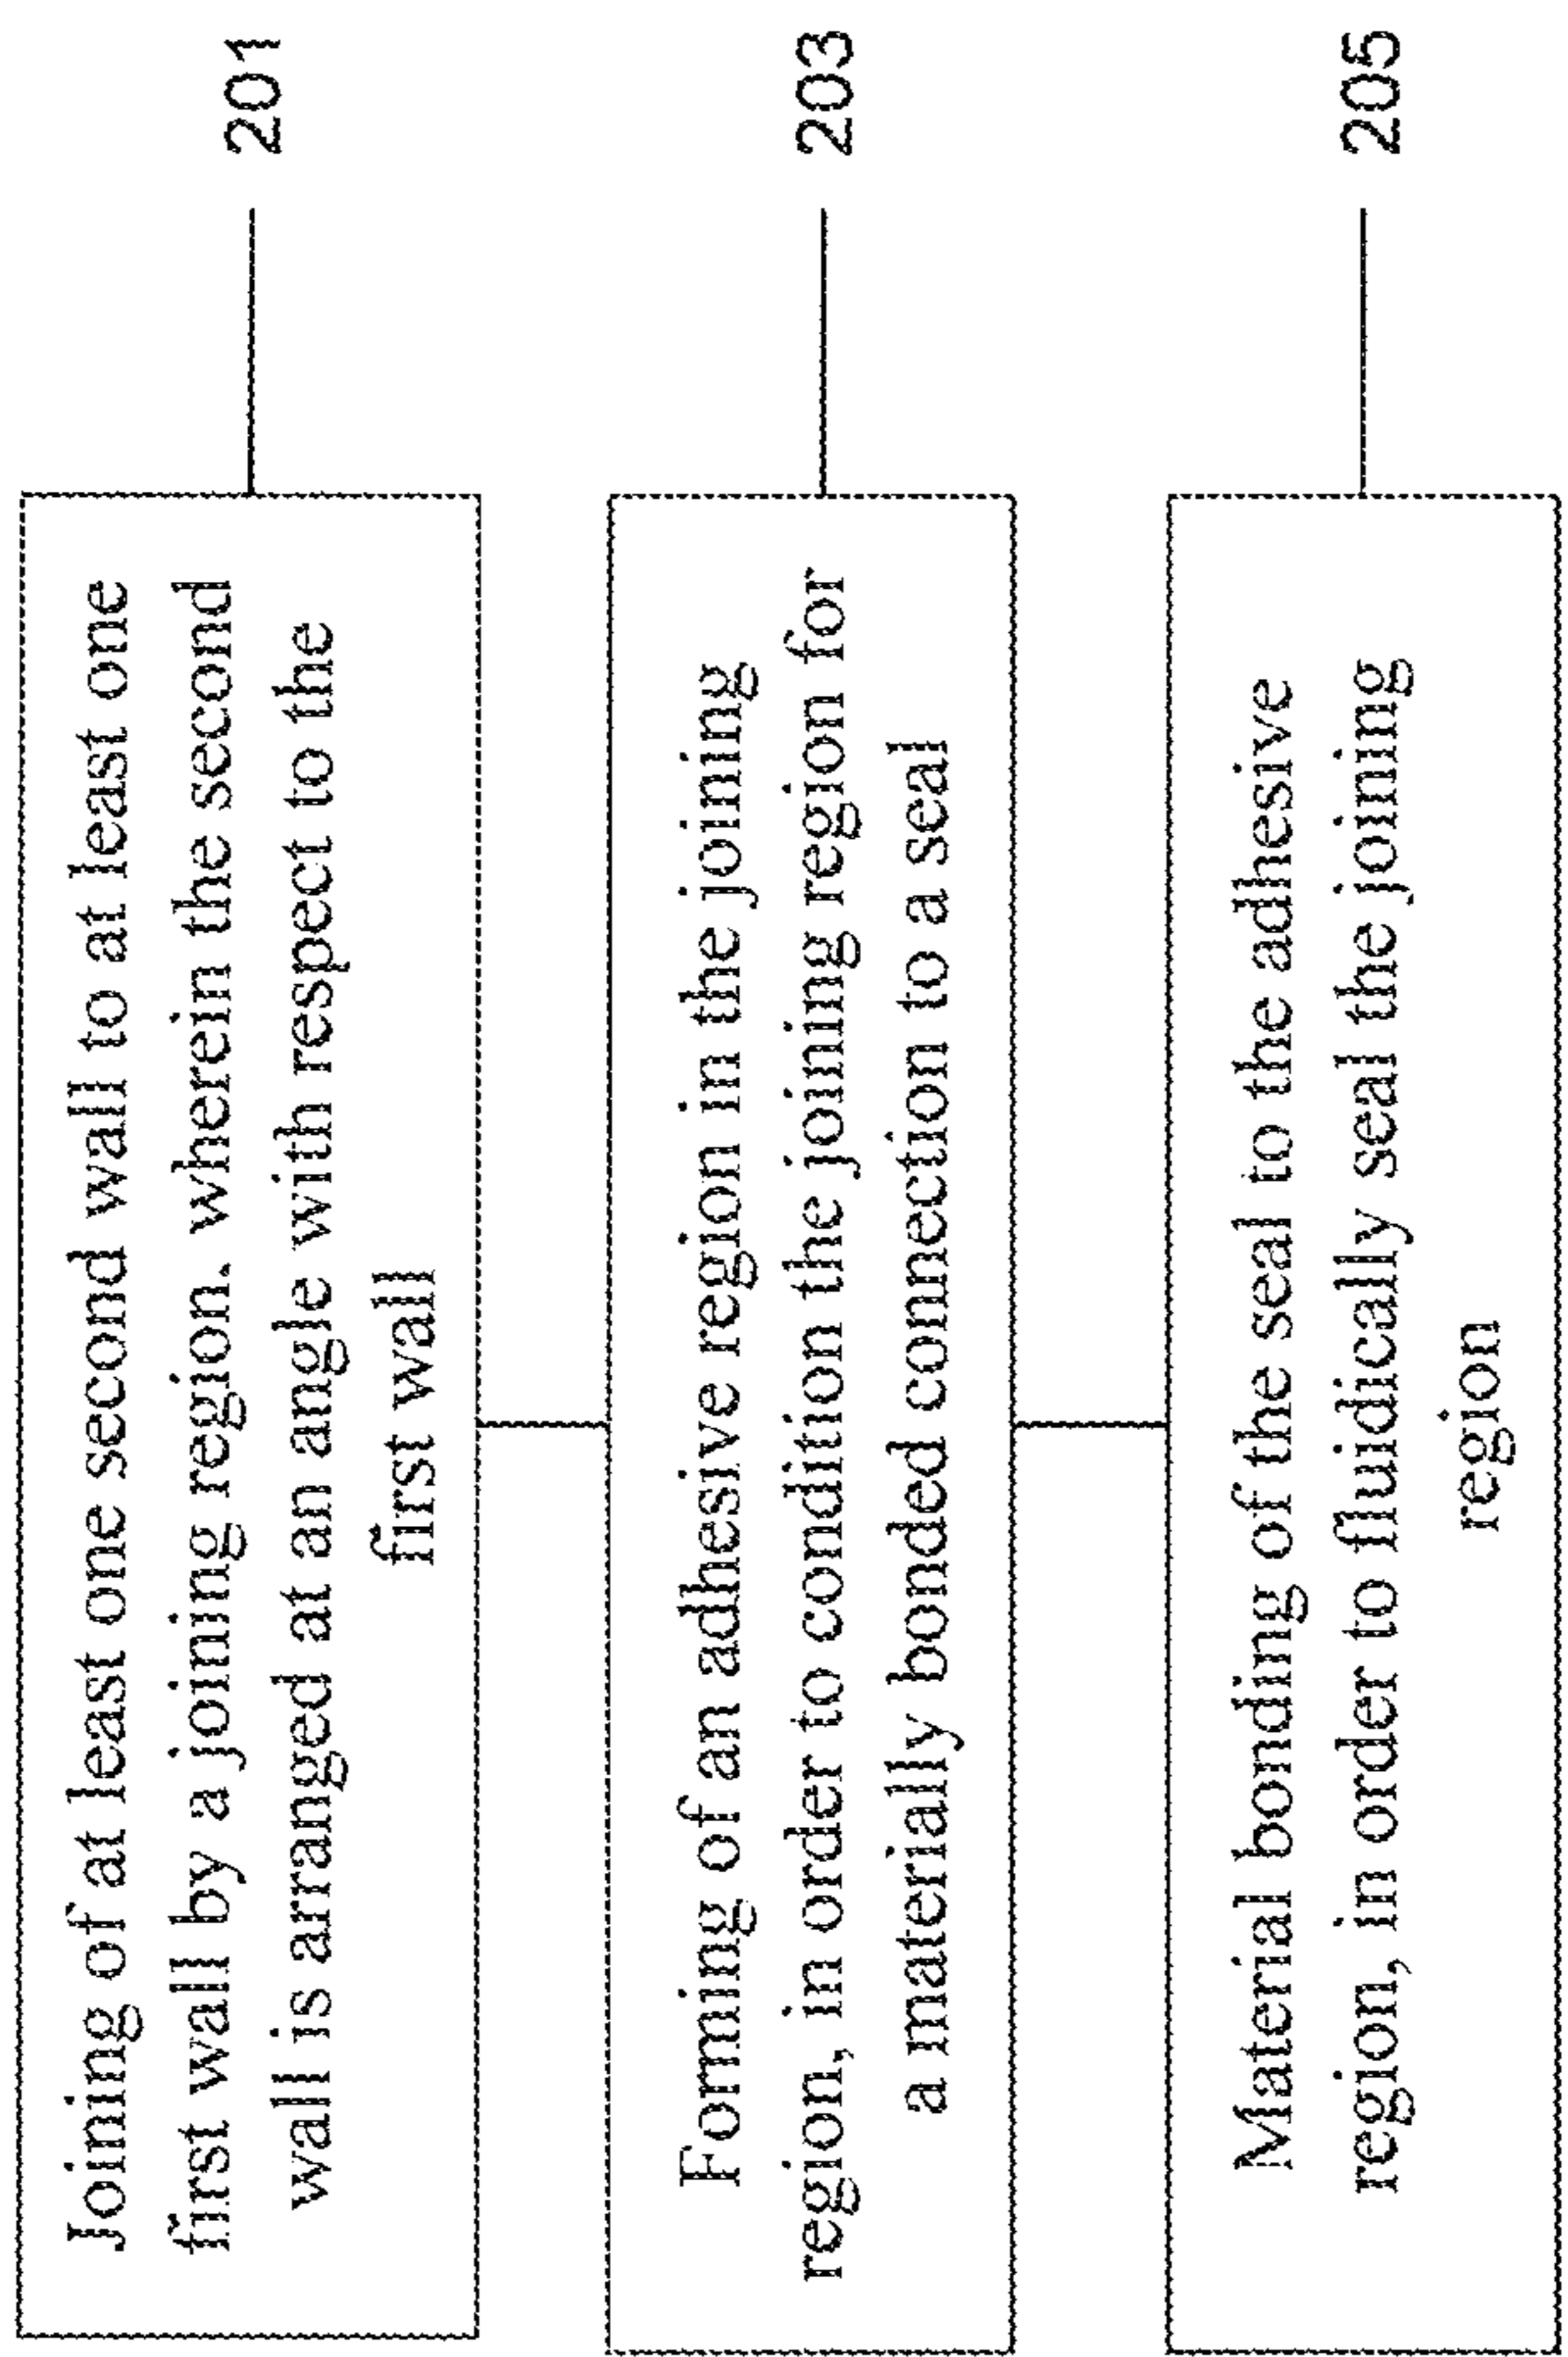 Joining of at least one second wall to at least one
first wall by a joining region, wherein the second
wall is arranged at an angle with respect to the
first wall
201
Forming of an adhesive region in the joining
region, in order to condition the joining region for
a materially bonded connection to a seal
203
Material bonding of the seal to the adhesive
region, in order to fluidically seal the joining
region
205